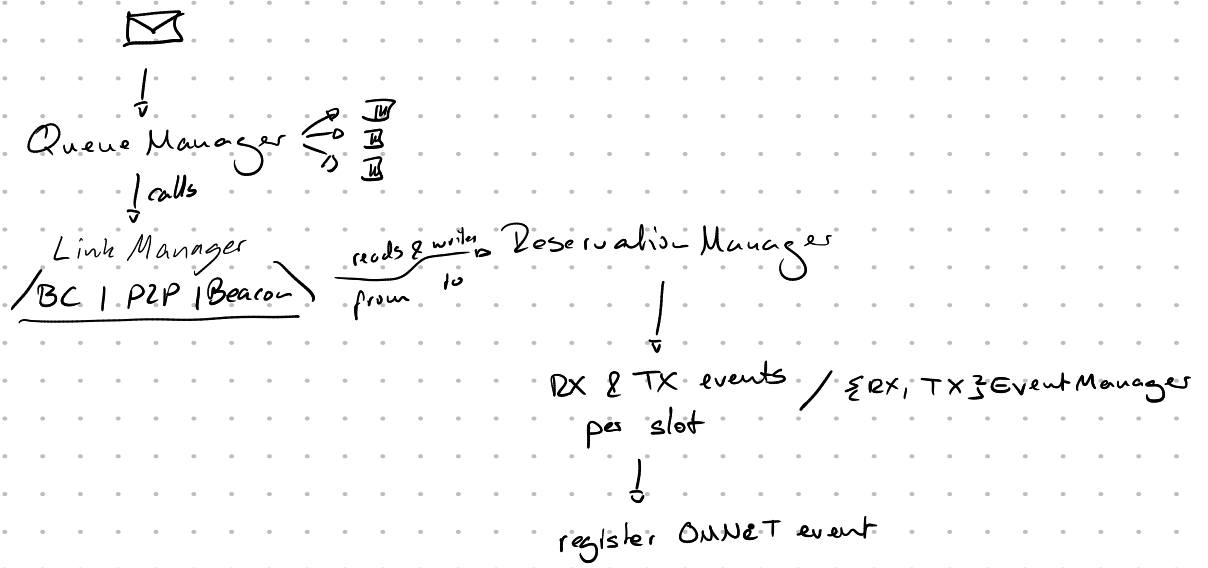 Queue Manager
calls
Link Manager
/BC | P2P | Beacon\
reads & writes
from to
Reservation Manager
RX & TX events / {RX, TX}EventManager
per slot
register OMNeT event